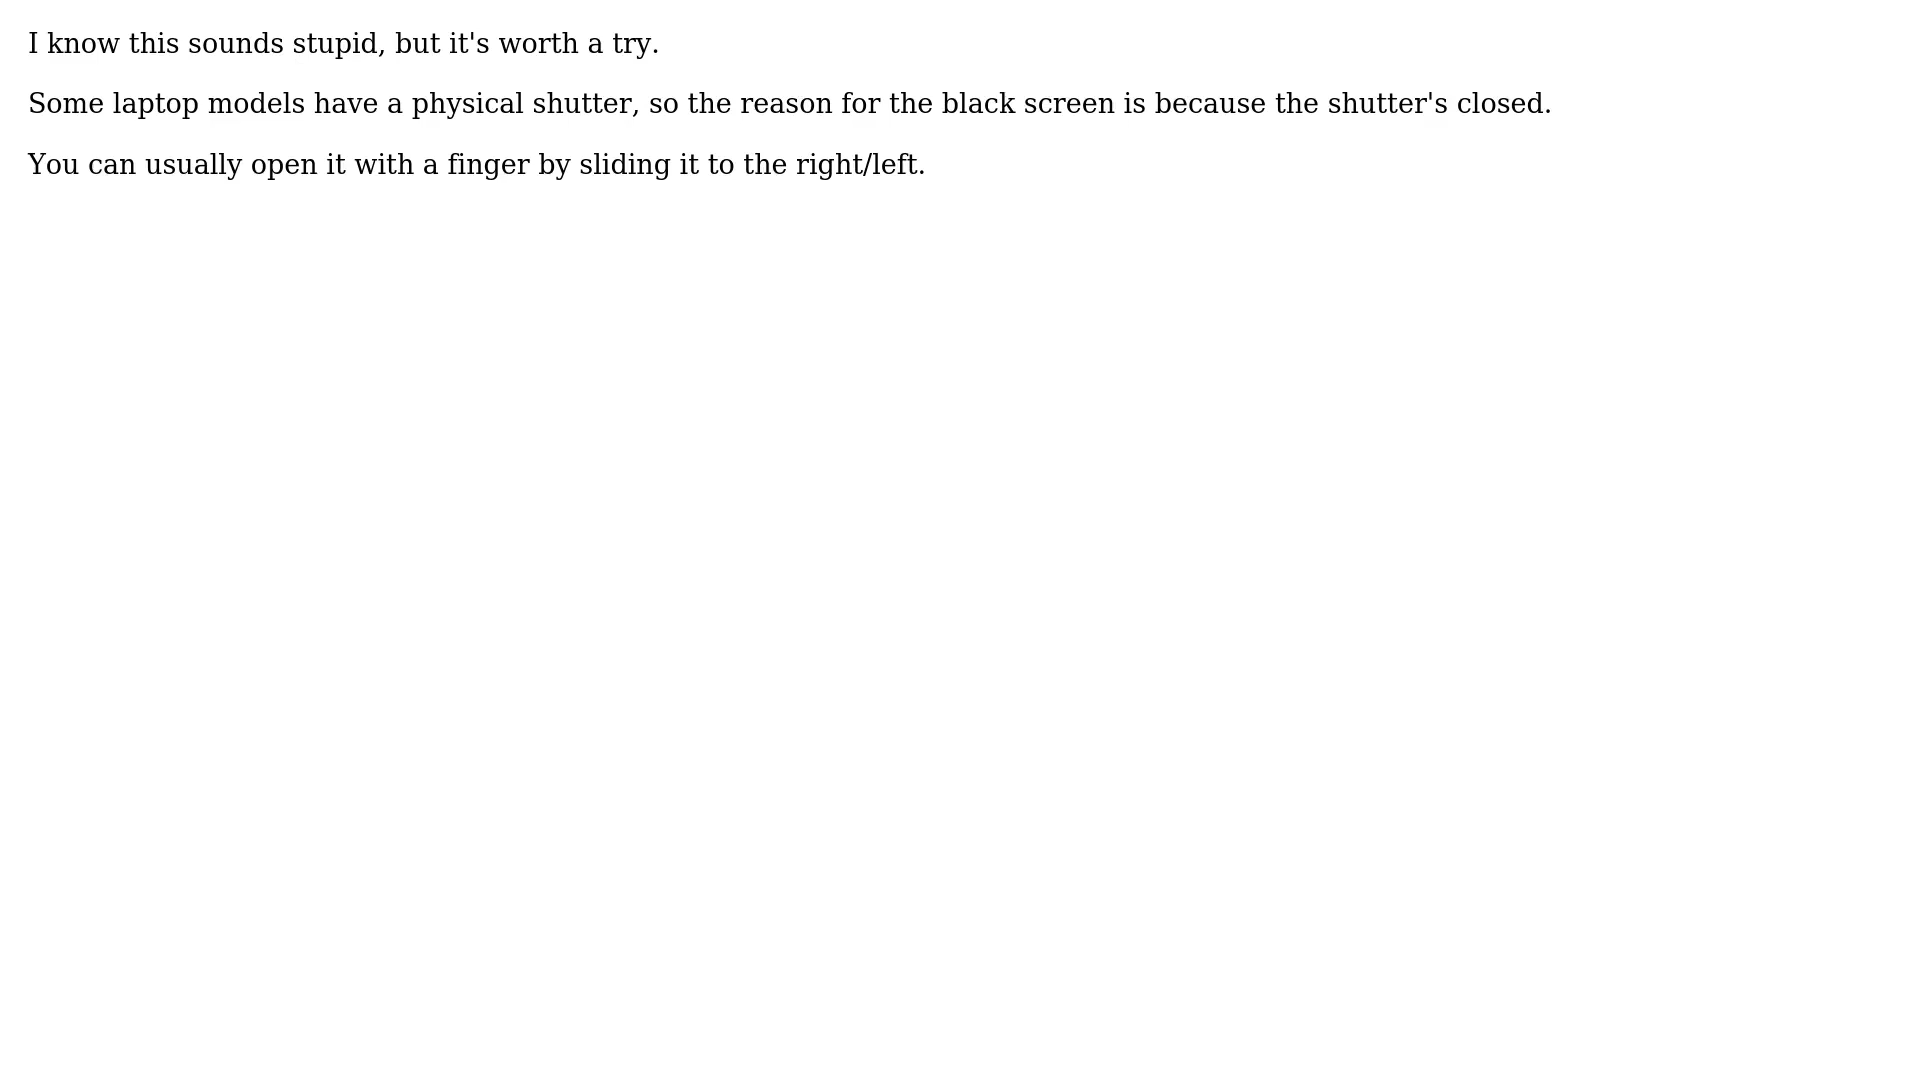 I know this sounds stupid, but it's worth a try.
Some laptop models have a physical shutter, so the reason for the black screen is because the shutter's closed.
You can usually open it with a finger by sliding it to the right/left.